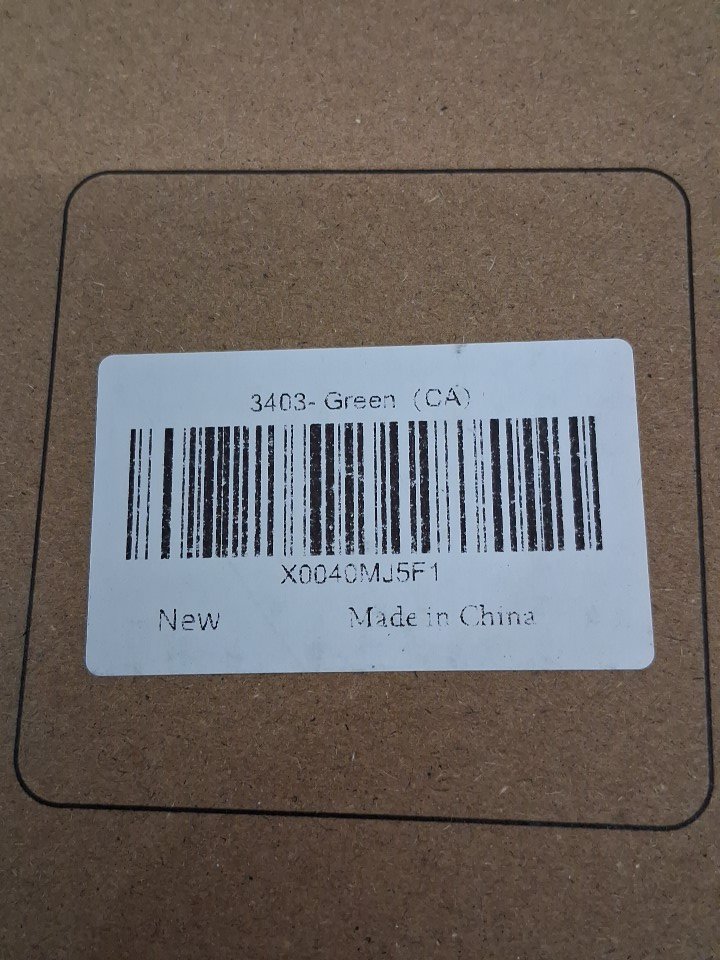 3403- Green (CA)
X0040MJ5F1
New
Made in China